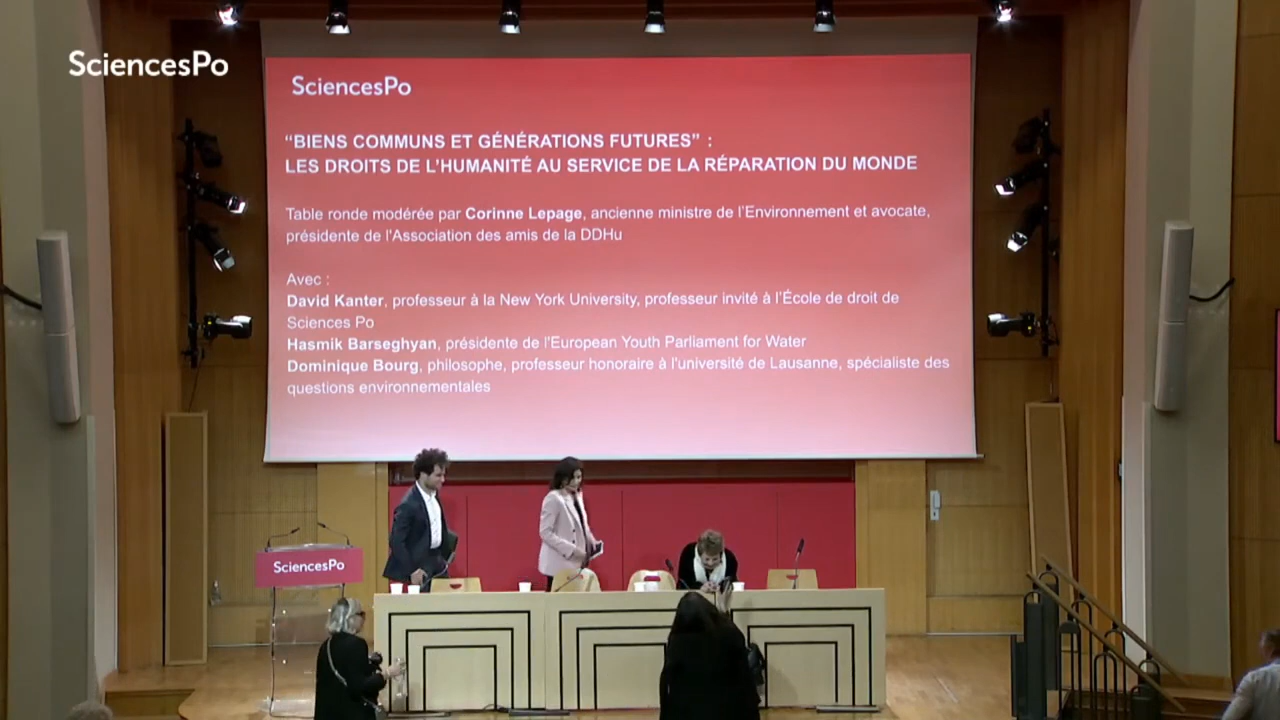 SciencesPo
SciencesPo
“BIENS COMMUNS ET GÉNÉRATIONS FUTURES” :
LES DROITS DE L’HUMANITÉ AU SERVICE DE LA RÉPARATION DU MONDE
Table ronde modérée par Corinne Lepage, ancienne ministre de l’Environnement et avocate,
présidente de l'Association des amis de la DDHu
Avec :
David Kanter, professeur à la New York University, professeur invité à l’École de droit de
Sciences Po
Hasmik Barseghyan, présidente de l'European Youth Parliament for Water
Dominique Bourg, philosophe, professeur honoraire à l'université de Lausanne, spécialiste des
questions environnementales
SciencesPo